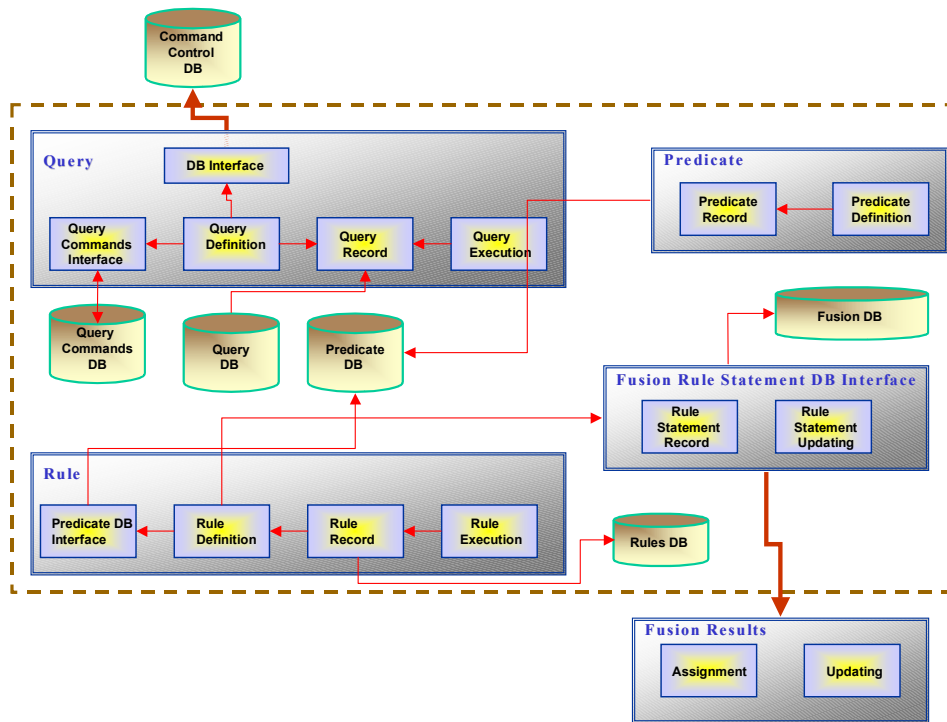 Command
Control
DB
Query
DB Interface
Query
Commands
Interface
Query
Definition
Query
Record
Query
Execution
Predicate
Predicate
Record
Predicate
Definition
Query
Commands
DB
Query
DB
Predicate
DB
Fusion DB
Fusion Rule Statement DB Interface
Rule
Statement
Record
Rule
Statement
Updating
Rule
Predicate DB
Interface
Rule
Definition
Rule
Record
Rule
Execution
Rules DB
Fusion Results
Assignment
Updating